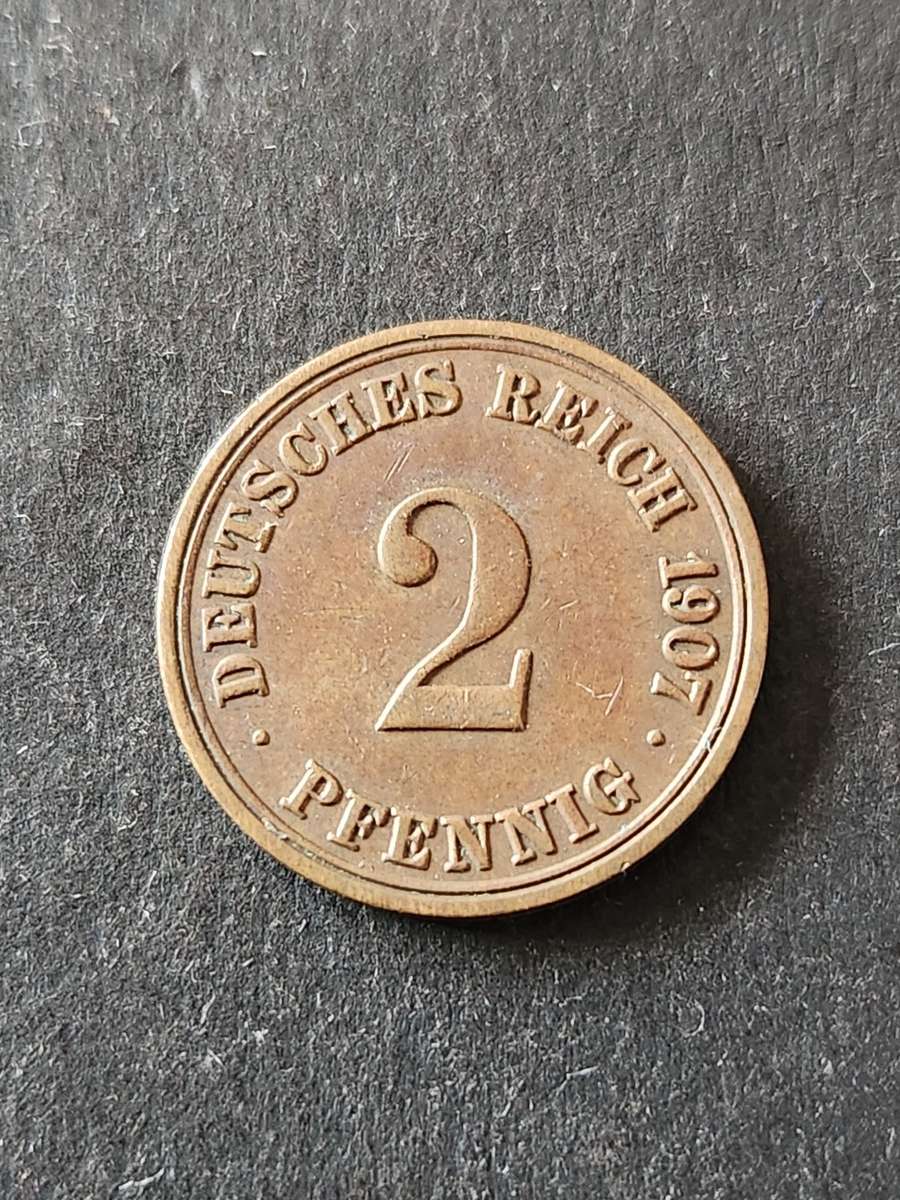 DEUTSCHES REICH 1907
2
· PFENNIG ·